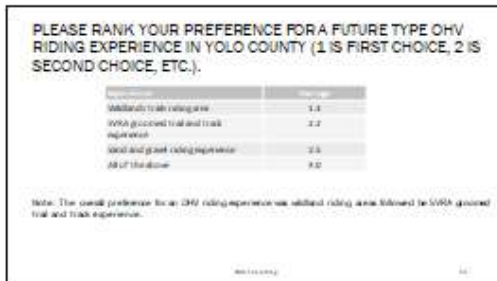 PLEASE RANK YOUR PREFERENCE FOR A FUTURE TYPE OHV
RIDING EXPERIENCE IN YOLO COUNTY (1 IS FIRST CHOICE, 2 IS
SECOND CHOICE, ETC.).
Wildlands trails riding area
SVRA groomed trail and track
experience 2.2
Sand and gravel riding experience
All of the above
Note: The overall preference for an OHV riding experience was wildland riding areas followed he SVRA groomed
trail and track experience.